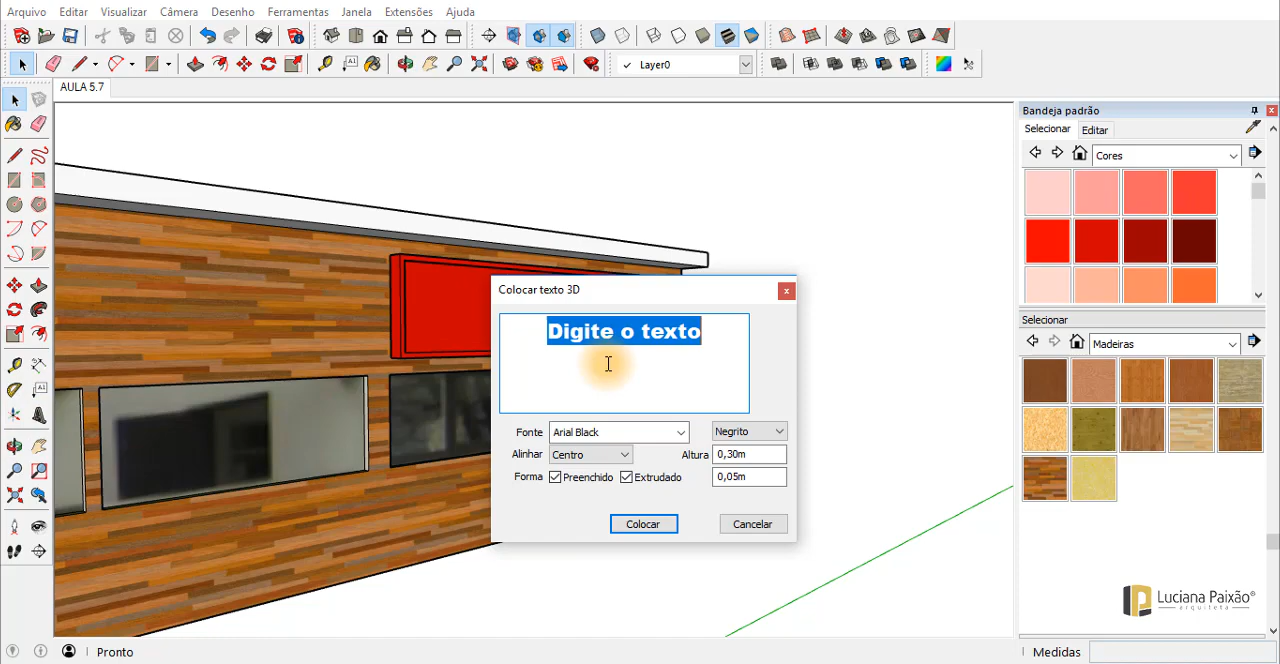 Arquivo Editar Visualizar Câmera Desenho Ferramentas Janela Extensões Ajuda
Layer0
AULA 5.7
Bandeja padrão
Selecionar Editar
Cores
Colocar texto 3D
Digite o texto
Selecionar
Madeiras
Fonte Arial Black Negrito
Alinhar Centro Altura 0,30m
Forma Preenchido Extrudado 0,05m
Colocar Cancelar
Luciana Paixão®
arquiteta
Pronto
Medidas